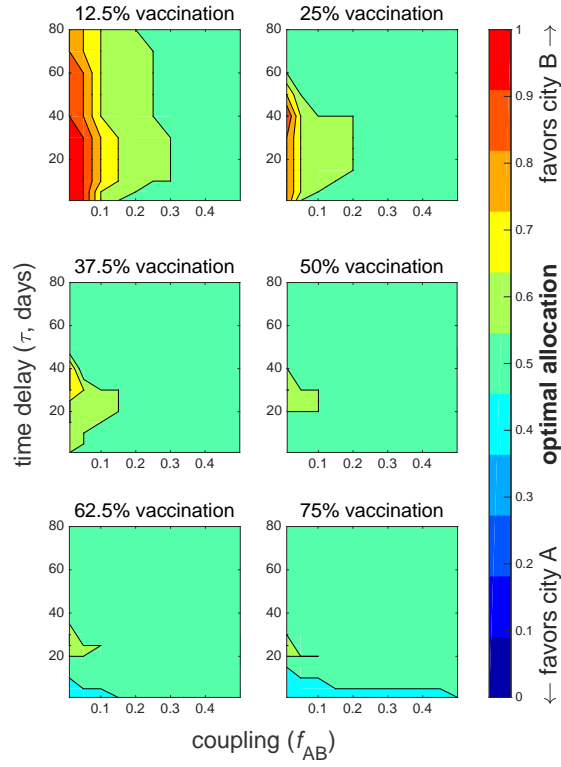 12.5% vaccination
25% vaccination
80
60
40
20
0.1 0.2 0.3 0.4
80
60
40
20
0.1 0.2 0.3 0.4
37.5% vaccination
50% vaccination
80
60
40
20
0.1 0.2 0.3 0.4
80
60
40
20
0.1 0.2 0.3 0.4
62.5% vaccination
75% vaccination
80
60
40
20
0.1 0.2 0.3 0.4
80
60
40
20
0.1 0.2 0.3 0.4
time delay (τ, days)
coupling (f_AB)
1
0.9
0.8
0.7
0.6
0.5
0.4
0.3
0.2
0.1
0
← favors city A
optimal allocation
favors city B →